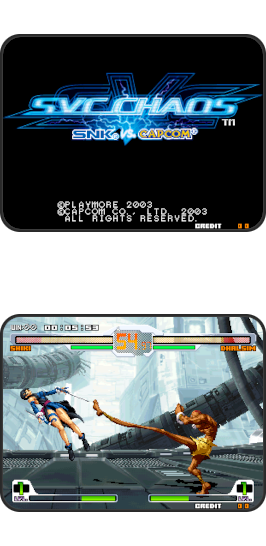 SVC CHAOS
TM
SNK® VS. CAPCOM®
©PLAYMORE 2003
©CAPCOM CO., LTD. 2003
ALL RIGHTS RESERVED.
CREDIT 00
00:05:53
54
SHIKI DHALSIM
CREDIT 00